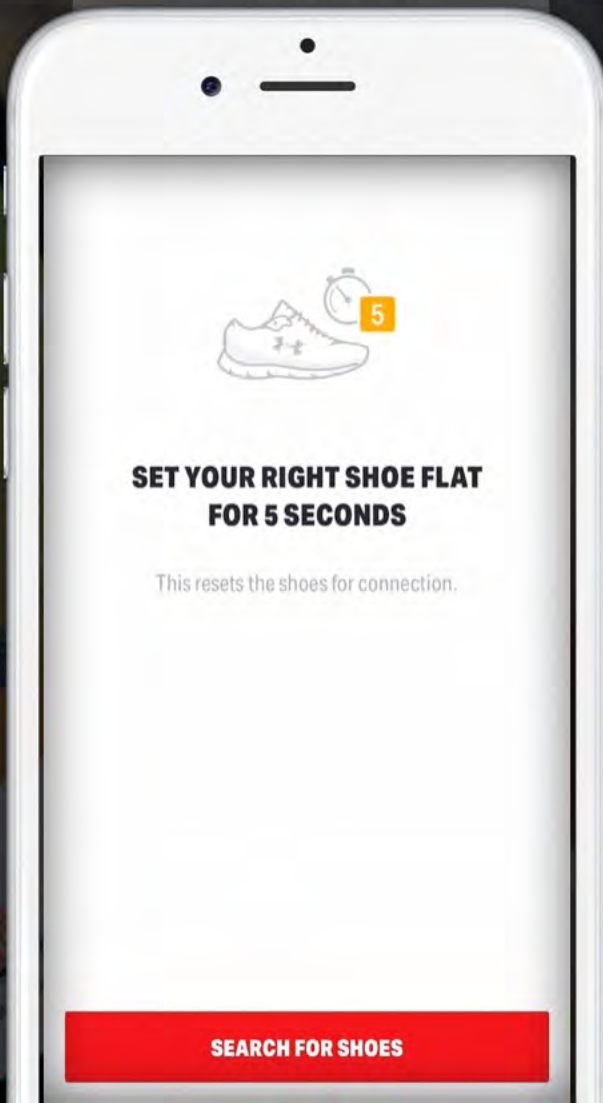 5
SET YOUR RIGHT SHOE FLAT
FOR 5 SECONDS
This resets the shoes for connection.
SEARCH FOR SHOES